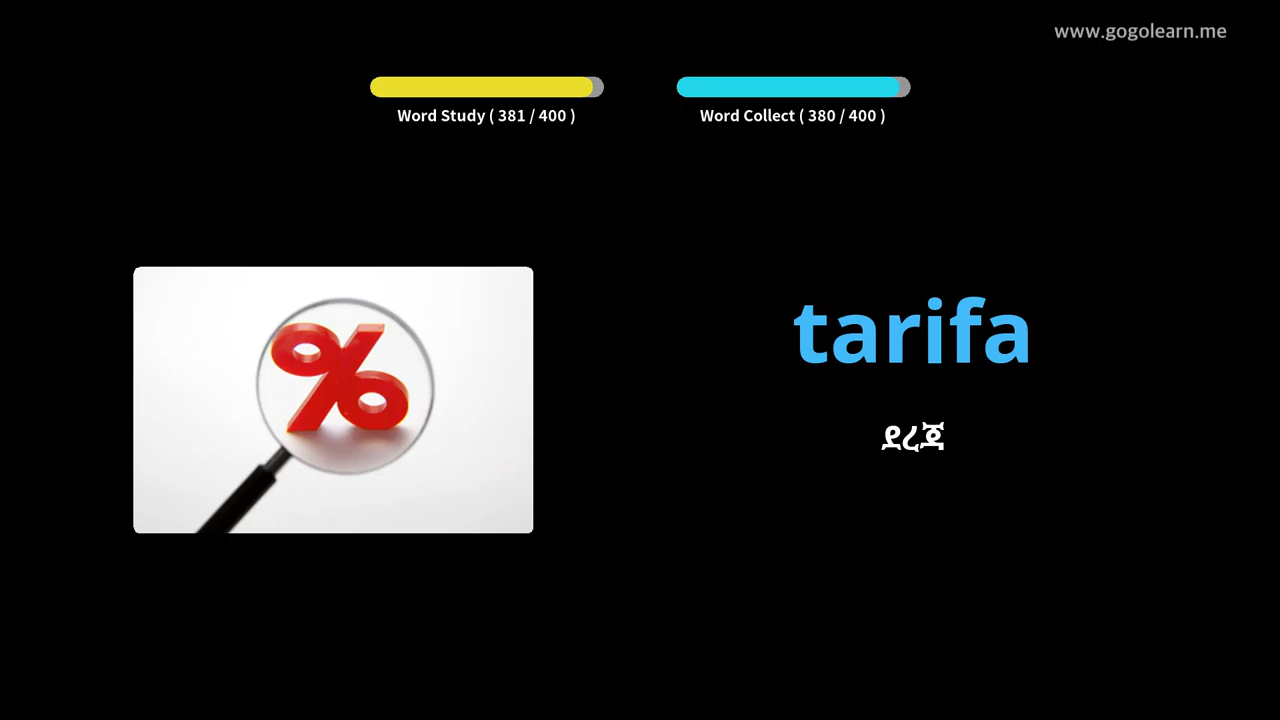 www.gogolearn.me
Word Study ( 381 / 400 )
Word Collect ( 380 / 400 )
%
tarifa
ደረጃ